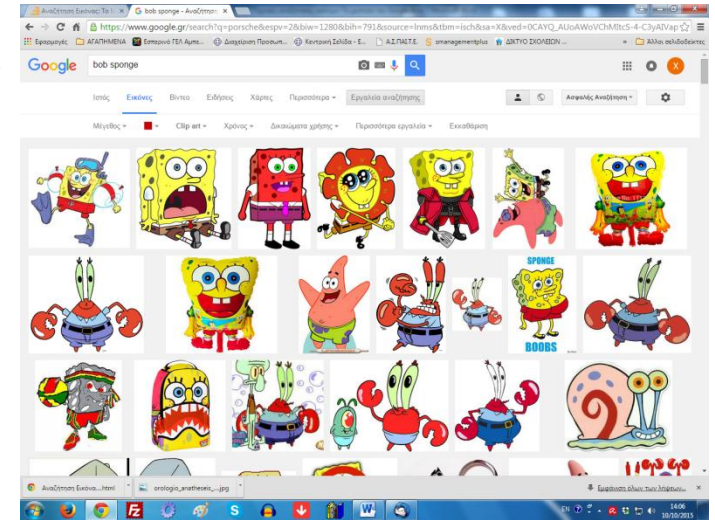 Αναζήτηση Εικόνας: Το
bob sponge - Αναζήτησ
https://www.google.gr/search?q=porsche&espv=2&biw=1280&bih=791&source=lnms&tbm=isch&sa=X&ved=0CAYQ_AUoAWoVChMItcS-4-C3yAIVap
Εφαρμογές ΑΓΑΠΗΜΕΝΑ Εσπερινό ΓΕΛ Αμπε... Διαχείριση Προσωπ... Κεντρική Σελίδα - Ε... Α.Σ.ΠΑΙΤ.Ε. smanagementplus ΔΙΚΤΥΟ ΣΧΟΛΕΙΩΝ ... » Άλλοι σελιδοδείκτες
Google bob sponge X
Ιστός Εικόνες Βίντεο Ειδήσεις Χάρτες Περισσότερα Εργαλεία αναζήτησης Ασφαλής Αναζήτηση
Μέγεθος Clip art Χρόνος Δικαιώματα χρήσης Περισσότερα εργαλεία Εκκαθάριση
SPONGE
BOOBS
Αναζήτηση Εικόνα....html orologio_anatheseis_...jpg Εμφάνιση όλων των λήψεων...
EN 14:06
10/10/2015